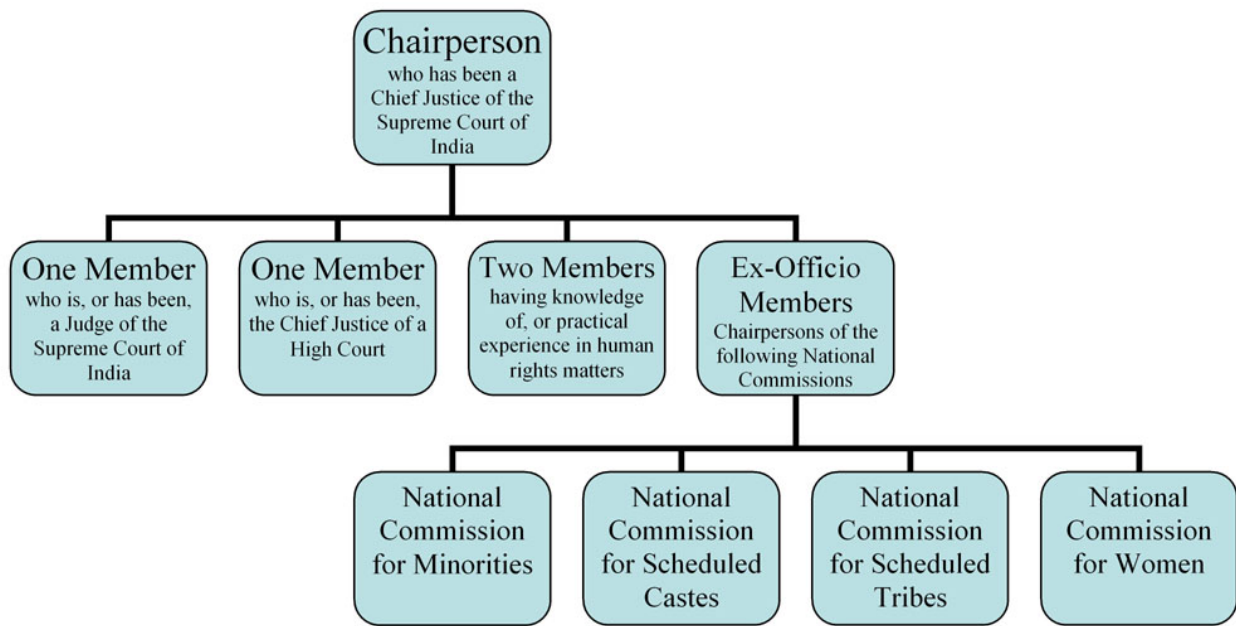 Chairperson
who has been a
Chief Justice of the
Supreme Court of
India
One Member
who is, or has been,
a Judge of the
Supreme Court of
India
One Member
who is, or has been,
the Chief Justice of a
High Court
Two Members
having knowledge
of, or practical
experience in human
rights matters
Ex-Officio
Members
Chairpersons of the
following National
Commissions
National
Commission
for Minorities
National
Commission
for Scheduled
Castes
National
Commission
for Scheduled
Tribes
National
Commission
for Women